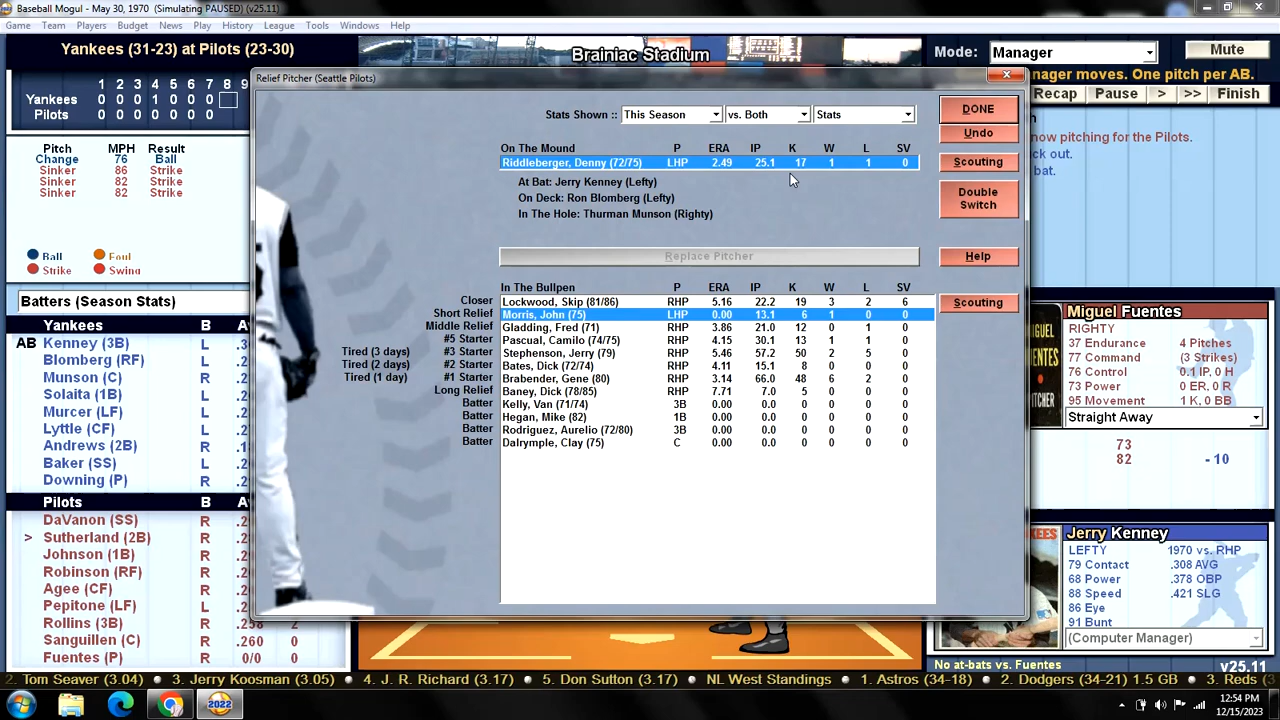 Baseball Mogul - May 30, 1970 (Simulating PAUSED) (v25.11)
Game Team Players Budget News Play History League Tools Windows Help
Yankees (31-23) at Pilots (23-30)
Brainiac Stadium
Mode: Manager Mute
nager moves. One pitch per AB.
Recap Pause > >> Finish
1 2 3 4 5 6 7 8 9
Yankees 0 0 0 1 0 0 0
Pilots 0 0 0 0 0 0 0
now pitching for the Pilots.
ck out.
bat.
Pitch MPH Result
Change 76 Ball
Sinker 86 Strike
Sinker 82 Strike
Sinker 82 Strike
Ball Foul
Strike Swing
Relief Pitcher (Seattle Pilots)
Stats Shown :: This Season vs. Both Stats
DONE
Undo
Scouting
Double Switch
Help
Scouting
On The Mound P ERA IP K W L SV
Riddleberger, Denny (72/75) LHP 2.49 25.1 17 1 1 0
At Bat: Jerry Kenney (Lefty)
On Deck: Ron Blomberg (Lefty)
In The Hole: Thurman Munson (Righty)
Replace Pitcher
In The Bullpen P ERA IP K W L SV
Closer Lockwood, Skip (81/86) RHP 5.16 22.2 19 3 2 6
Short Relief Morris, John (75) LHP 0.00 13.1 6 1 0 0
Middle Relief Gladding, Fred (71) RHP 3.86 21.0 12 0 1 0
#5 Starter Pascual, Camilo (74/75) RHP 4.15 30.1 13 1 1 0
Tired (3 days) #3 Starter Stephenson, Jerry (79) RHP 5.46 57.2 50 2 5 0
Tired (2 days) #2 Starter Bates, Dick (72/74) RHP 4.11 15.1 8 0 0 0
Tired (1 day) #1 Starter Brabender, Gene (80) RHP 3.14 66.0 48 6 2 0
Long Relief Baney, Dick (78/85) RHP 7.71 7.0 5 0 0 0
Batter Kelly, Van (71/74) 3B 0.00 0.0 0 0 0 0
Batter Hegan, Mike (82) 1B 0.00 0.0 0 0 0 0
Batter Rodriguez, Aurelio (72/80) 3B 0.00 0.0 0 0 0 0
Batter Dalrymple, Clay (75) C 0.00 0.0 0 0 0 0
Batters (Season Stats)
Yankees B A
AB Kenney (3B) L
Blomberg (RF) L
Munson (C) R
Solaita (1B) L
Murcer (LF) L
Lyttle (CF) L
Andrews (2B) R
Baker (SS) L
Downing (P) R
Pilots B A
DaVanon (SS) R .2
> Sutherland (2B) R .2
Johnson (1B) R .2
Robinson (RF) R .2
Agee (CF) R .2
Pepitone (LF) L .2
Rollins (3B) R .258 2
Sanguillen (C) R .260 0
Fuentes (P) R 0/0 0
MIGUEL
FUENTES
PITCHER
Miguel Fuentes
RIGHTY
37 Endurance 4 Pitches
77 Command (3 Strikes)
76 Control 0.1 IP, 0 H
73 Power 0 ER, 0 R
95 Movement 1 K, 0 BB
Straight Away
73
82 - 10
Jerry Kenney
LEFTY 1970 vs. RHP
79 Contact .308 AVG
68 Power .378 OBP
88 Speed .421 SLG
86 Eye
91 Bunt
(Computer Manager)
No at-bats vs. Fuentes v25.11
2. Tom Seaver (3.04) 3. Jerry Koosman (3.05) 4. J. R. Richard (3.17) 5. Don Sutton (3.17) NL West Standings 1. Astros (34-18) 2. Dodgers (34-21) 1.5 GB 3. Reds (3
2022
12:54 PM
12/15/2023